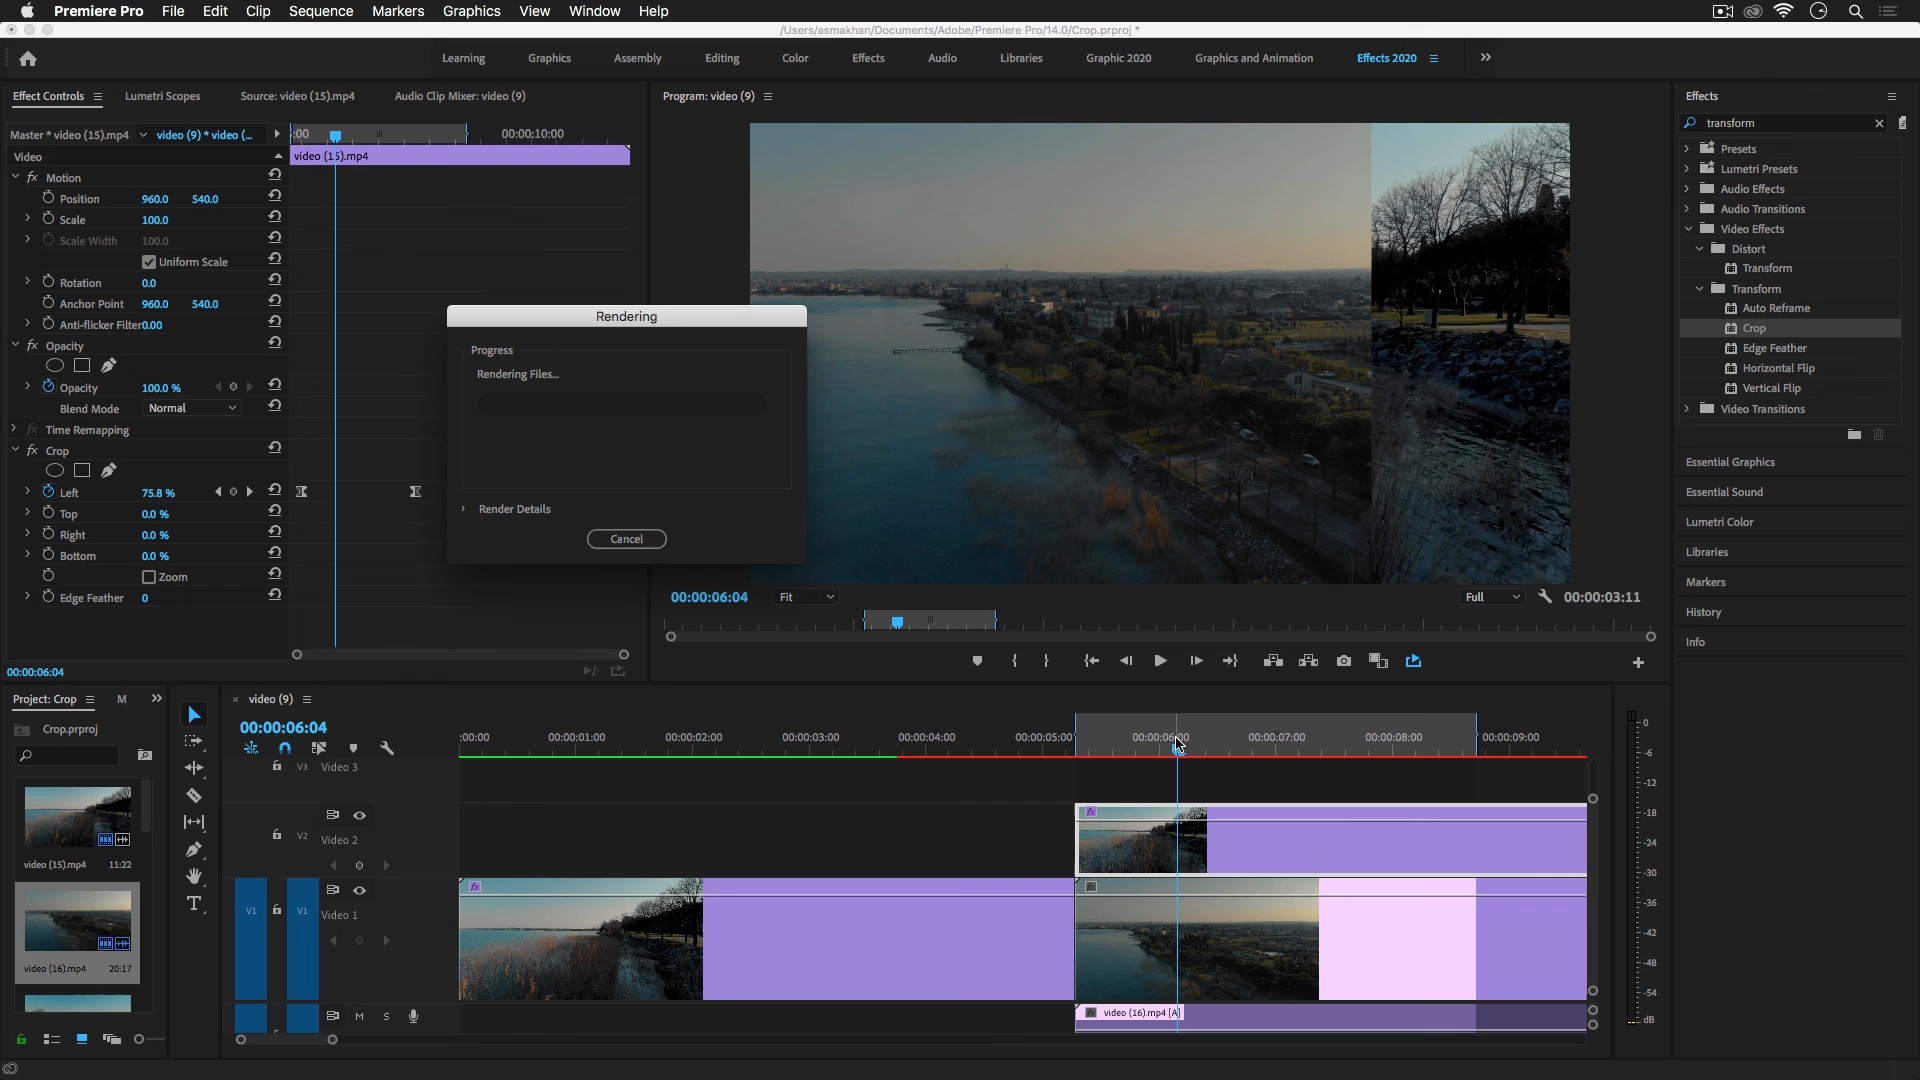 Premiere Pro File Edit Clip Sequence Markers Graphics View Window Help
/Users/asmakhan/Documents/Adobe/Premiere Pro/14.0/Crop.prproj *
Learning Graphics Assembly Editing Color Effects Audio Libraries Graphic 2020 Graphics and Animation Effects 2020
Effect Controls Lumetri Scopes Source: video (15).mp4 Audio Clip Mixer: video (9)
Master * video (15).mp4 video (9) * video (... :00 00:00:10:00
Video video (15).mp4
fx Motion
Position 960.0 540.0
Scale 100.0
Scale Width 100.0
Uniform Scale
Rotation 0.0
Anchor Point 960.0 540.0
Anti-flicker Filter 0.00
fx Opacity
Opacity 100.0 %
Blend Mode Normal
fx Time Remapping
fx Crop
Left 75.8 %
Top 0.0 %
Right 0.0 %
Bottom 0.0 %
Zoom
Edge Feather 0
00:00:06:04
Rendering
Progress
Rendering Files...
Render Details
Cancel
Program: video (9)
00:00:06:04 Fit Full 00:00:03:11
Effects
transform
Presets
Lumetri Presets
Audio Effects
Audio Transitions
Video Effects
Distort
Transform
Transform
Auto Reframe
Crop
Edge Feather
Horizontal Flip
Vertical Flip
Video Transitions
Essential Graphics
Essential Sound
Lumetri Color
Libraries
Markers
History
Info
Project: Crop M
Crop.prproj
video (15).mp4 11:22
video (16).mp4 20:17
T
video (9)
00:00:06:04
:00:00 00:00:01:00 00:00:02:00 00:00:03:00 00:00:04:00 00:00:05:00 00:00:06:00 00:00:07:00 00:00:08:00 00:00:09:00
V3 Video 3
V2 Video 2
fx
V1 V1 Video 1
fx fx
M S
fx video (16).mp4 [A]
0
-6
-12
-18
-24
-30
-36
-42
-48
-54
dB